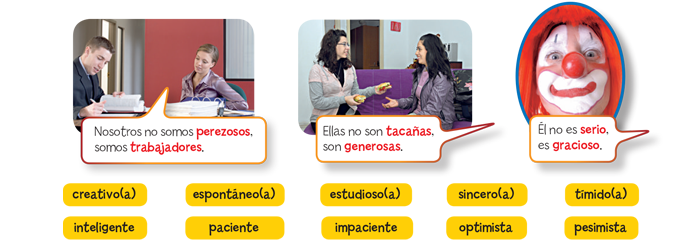 Nosotros no somos perezosos,
somos trabajadores.
Ellas no son tacañas,
son generosas.
Él no es serio,
es gracioso.
creativo(a)
espontáneo(a)
estudioso(a)
sincero(a)
tímido(a)
inteligente
paciente
impaciente
optimista
pesimista